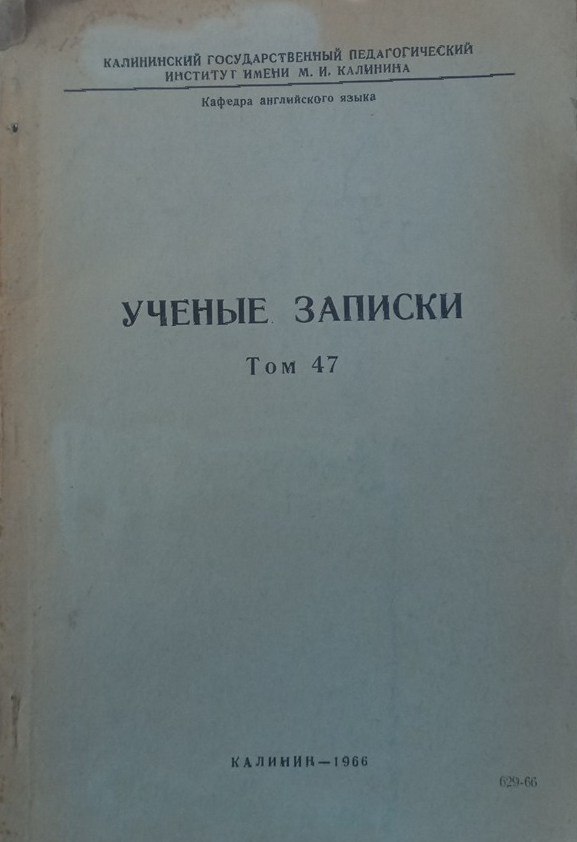 КАЛИНИНСКИЙ ГОСУДАРСТВЕННЫЙ ПЕДАГОГИЧЕСКИЙ
ИНСТИТУТ ИМЕНИ М. И. КАЛИНИНА
Кафедра английского языка
УЧЕНЫЕ ЗАПИСКИ
Том 47
КАЛИНИН—1966
629-66